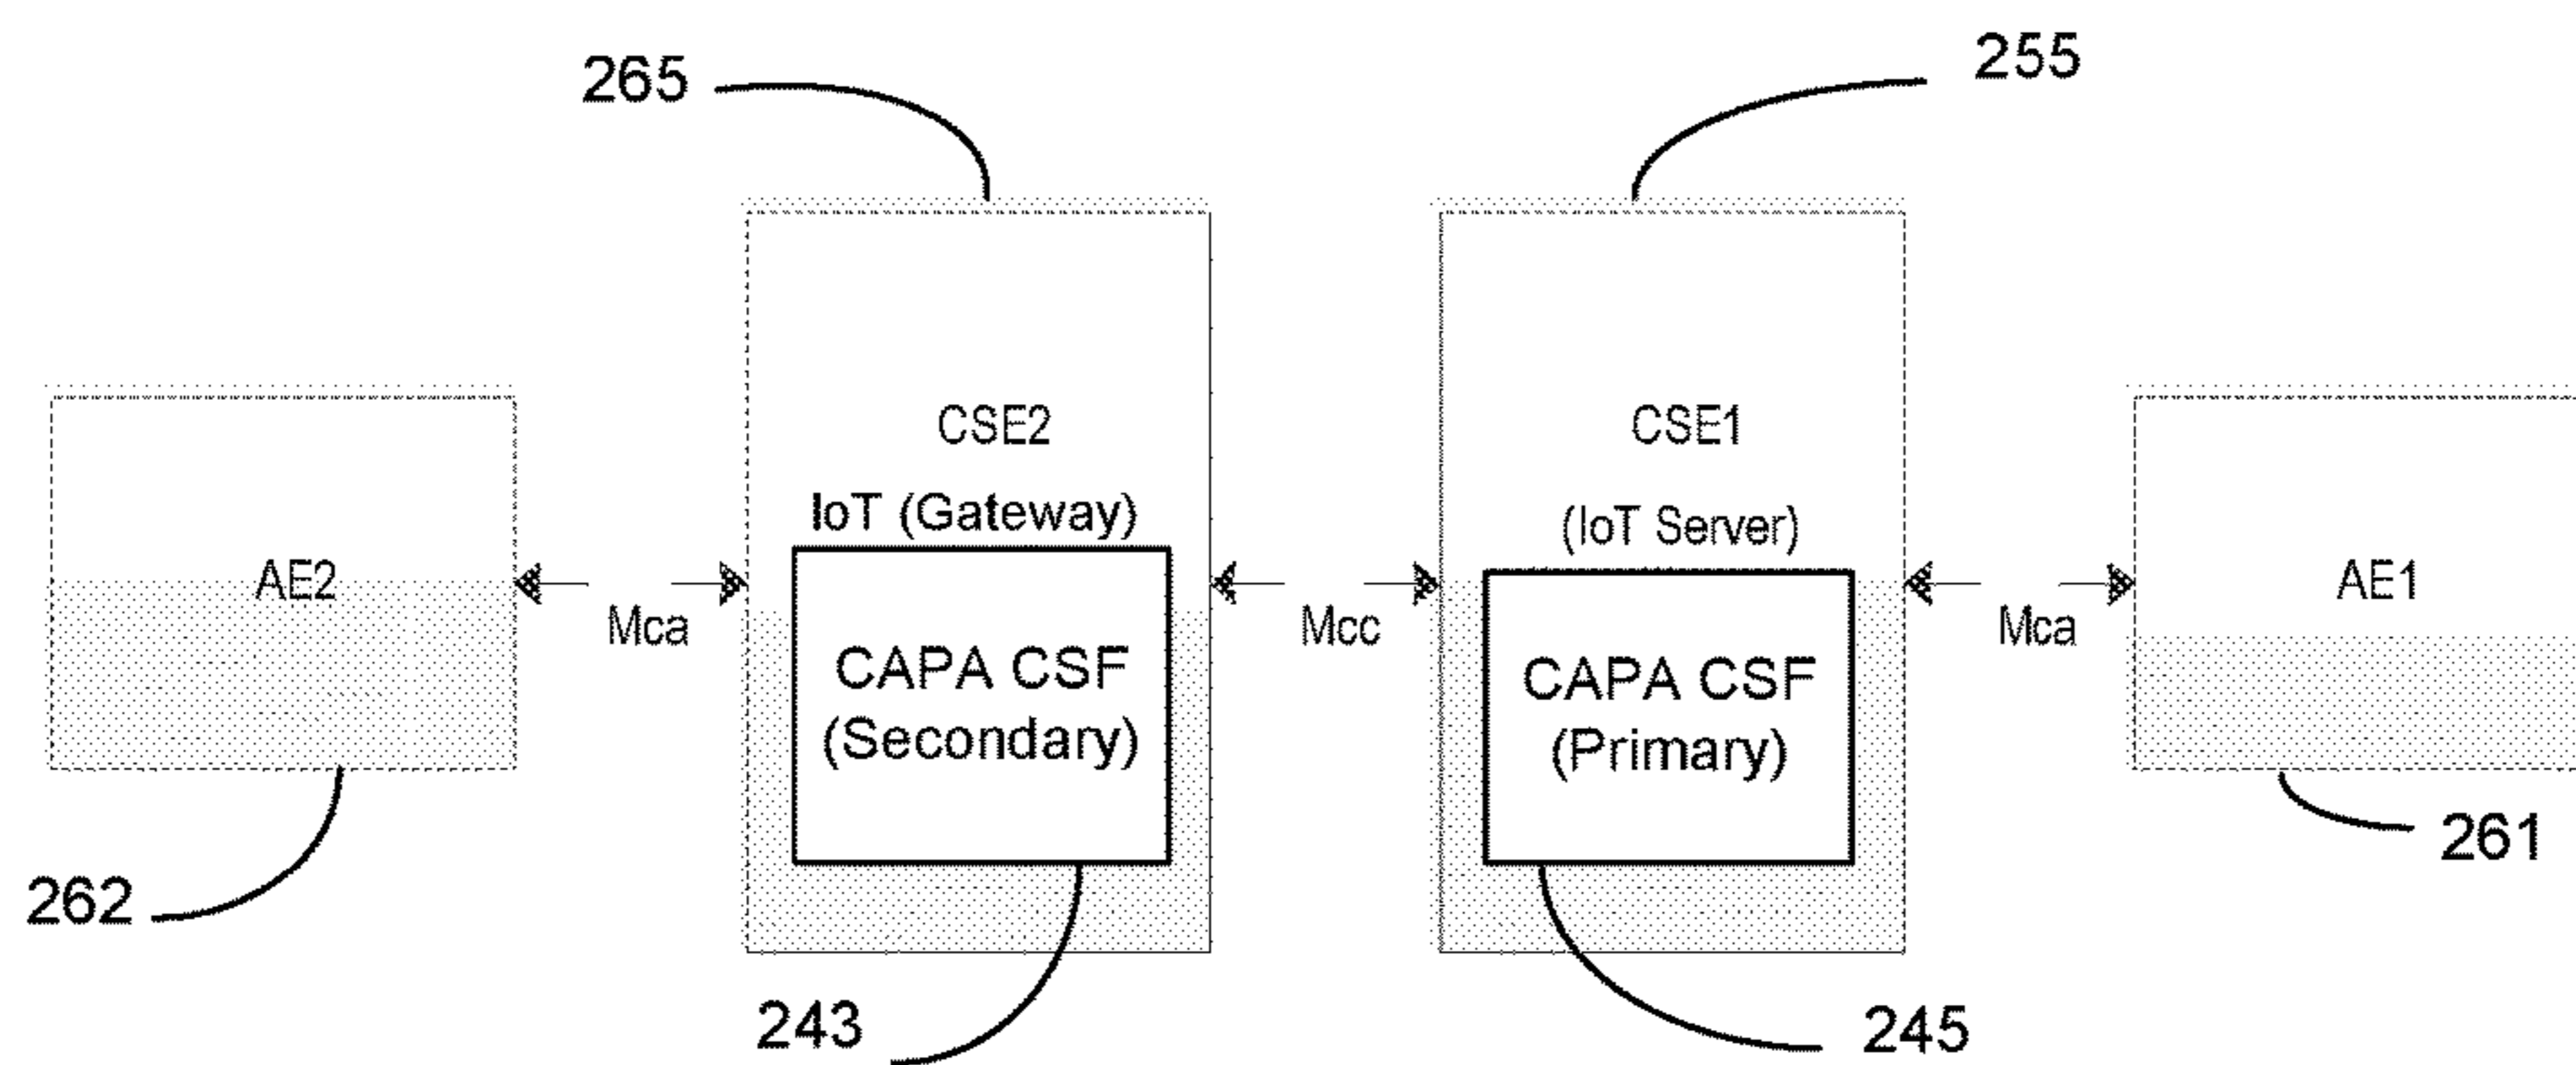 265
255
CSE2
IoT (Gateway)
CSE1
(IoT Server)
AE2
Mca
CAPA CSF
(Secondary)
Mcc
CAPA CSF
(Primary)
Mca
AE1
262
243
245
261